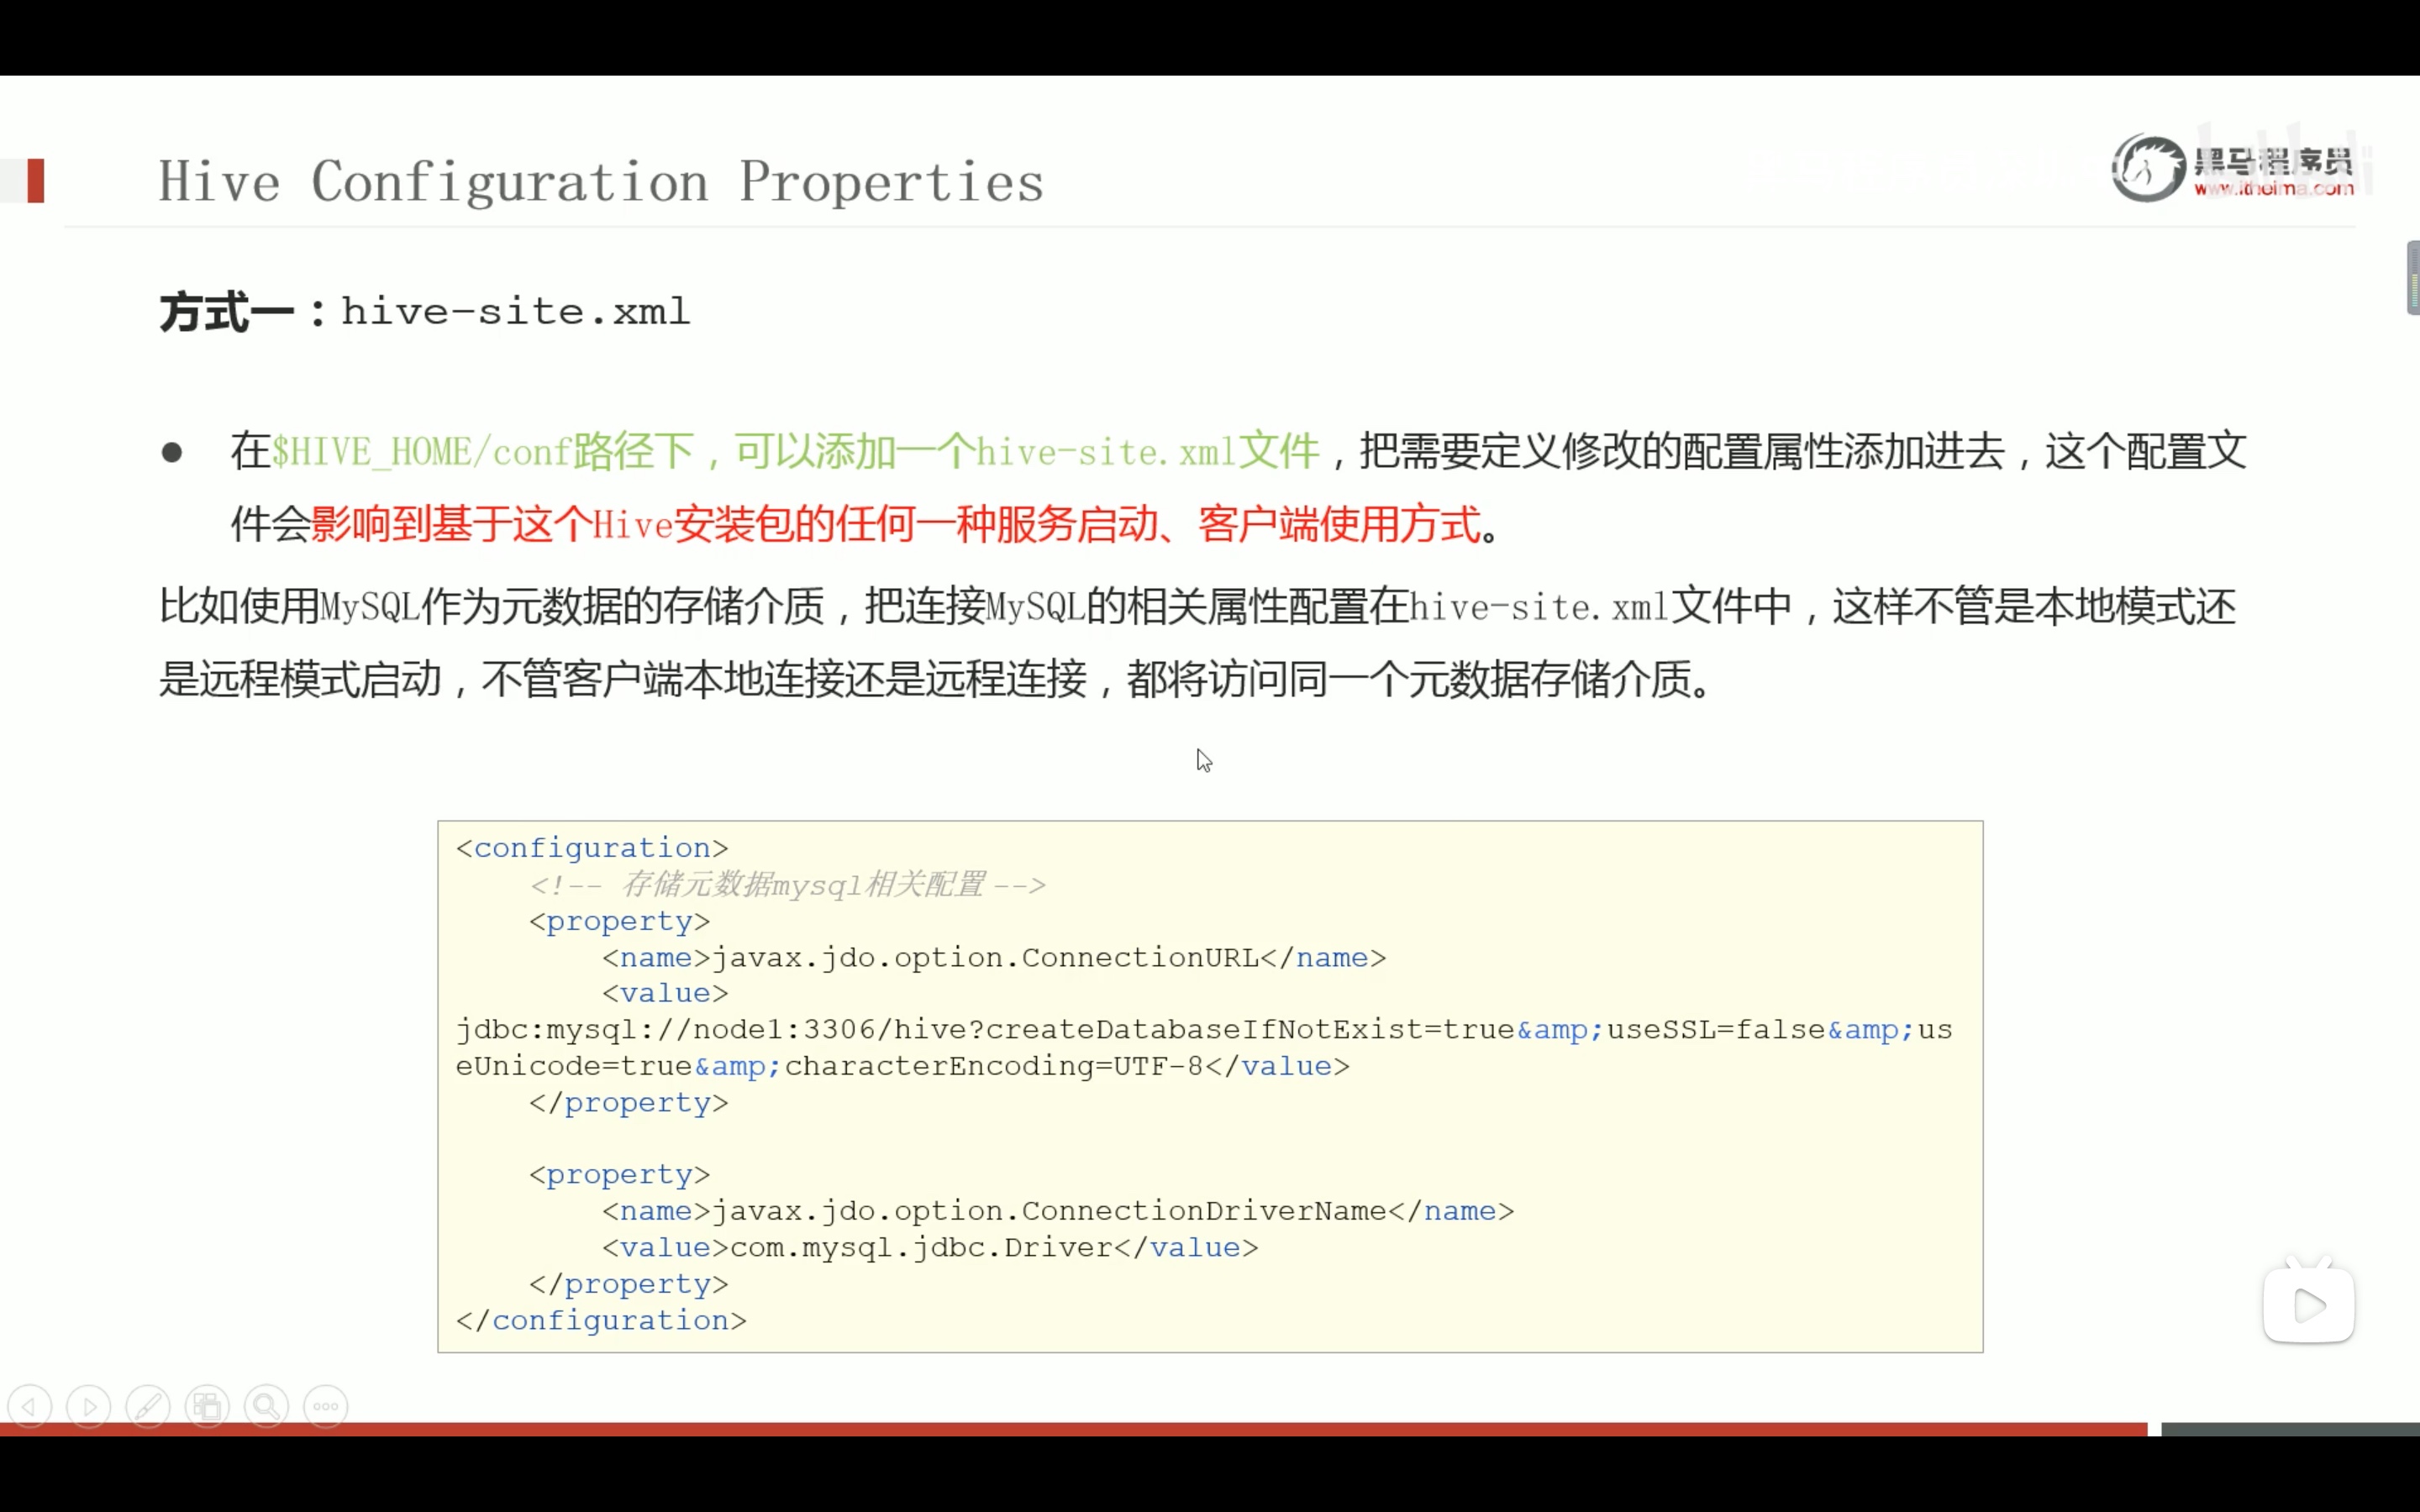 Hive Configuration Properties
黑马程序员
www.itheima.com
方式一：hive-site.xml
● 在$HIVE_HOME/conf路径下，可以添加一个hive-site.xml文件，把需要定义修改的配置属性添加进去，这个配置文
件会影响到基于这个Hive安装包的任何一种服务启动、客户端使用方式。
比如使用MySQL作为元数据的存储介质，把连接MySQL的相关属性配置在hive-site.xml文件中，这样不管是本地模式还
是远程模式启动，不管客户端本地连接还是远程连接，都将访问同一个元数据存储介质。
<configuration>
<!-- 存储元数据mysql相关配置 -->
<property>
<name>javax.jdo.option.ConnectionURL</name>
<value>
jdbc:mysql://node1:3306/hive?createDatabaseIfNotExist=true&amp;useSSL=false&amp;us
eUnicode=true&amp;characterEncoding=UTF-8</value>
</property>
<property>
<name>javax.jdo.option.ConnectionDriverName</name>
<value>com.mysql.jdbc.Driver</value>
</property>
</configuration>